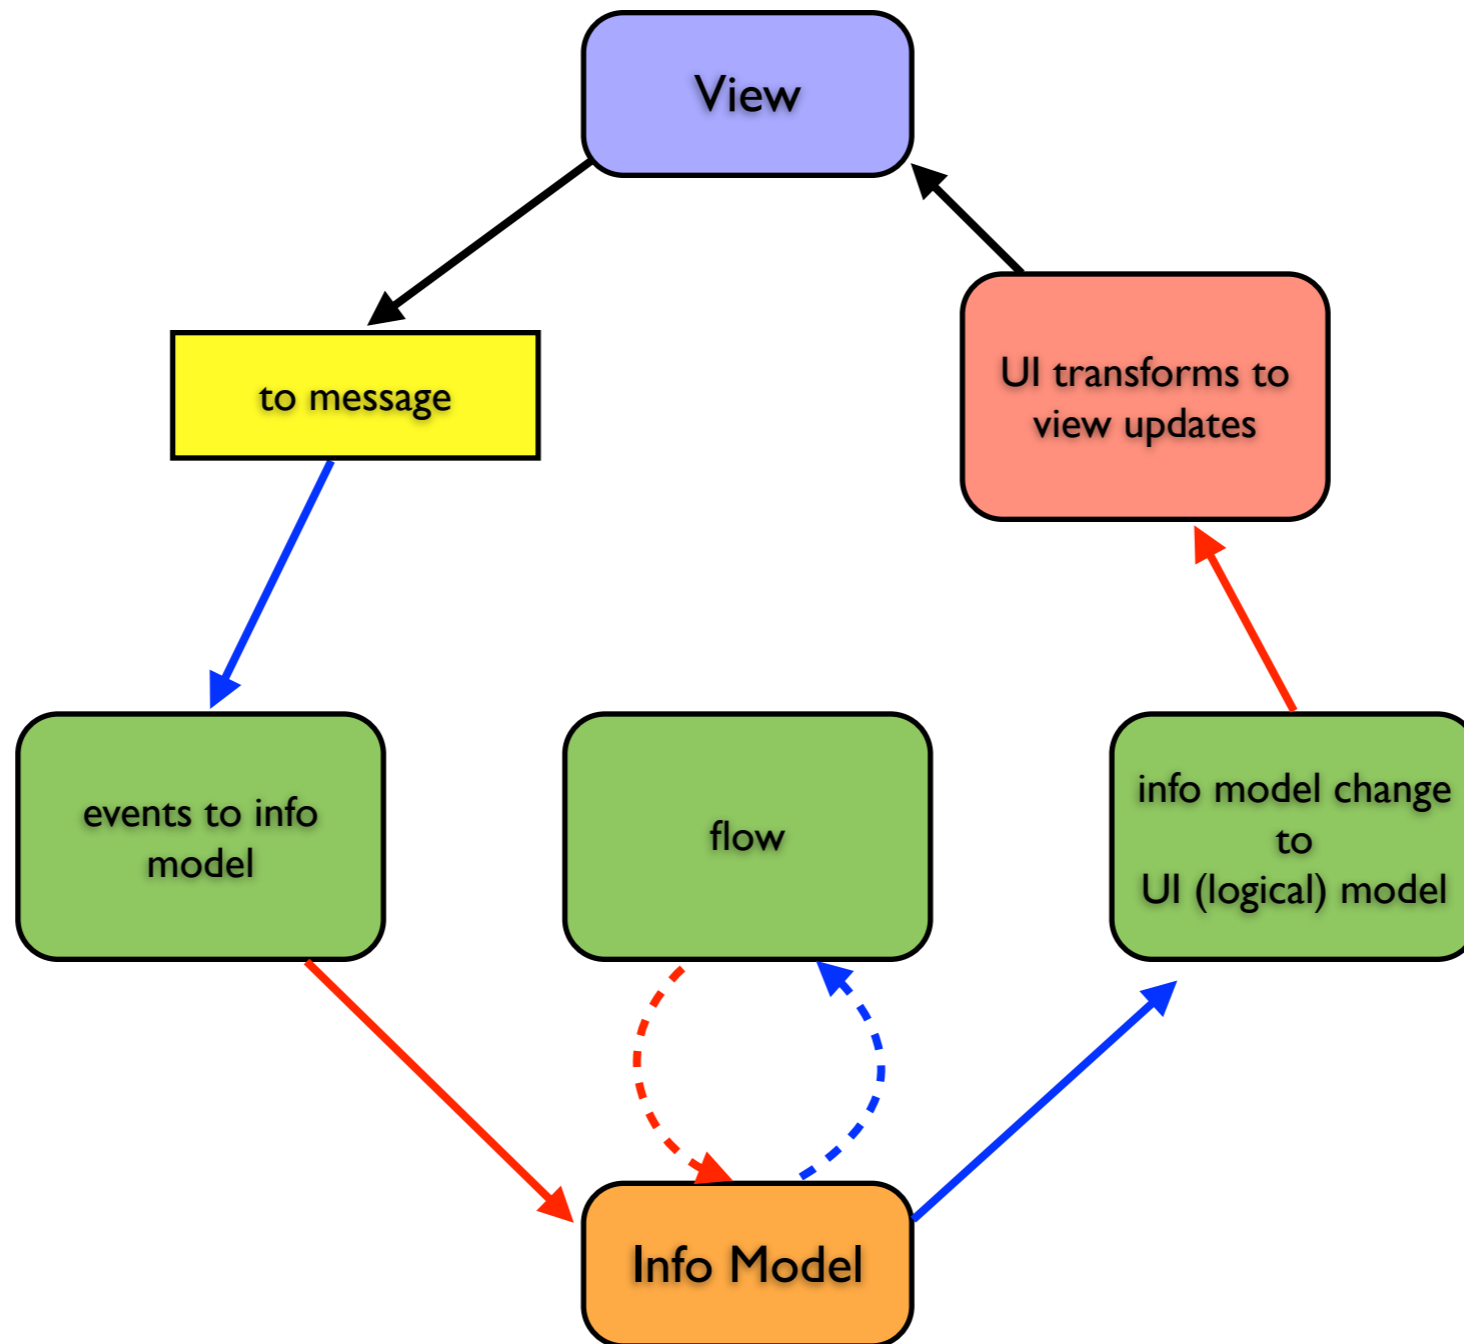 View
to message
UI transforms to
view updates
events to info
model
flow
info model change
to
UI (logical) model
Info Model